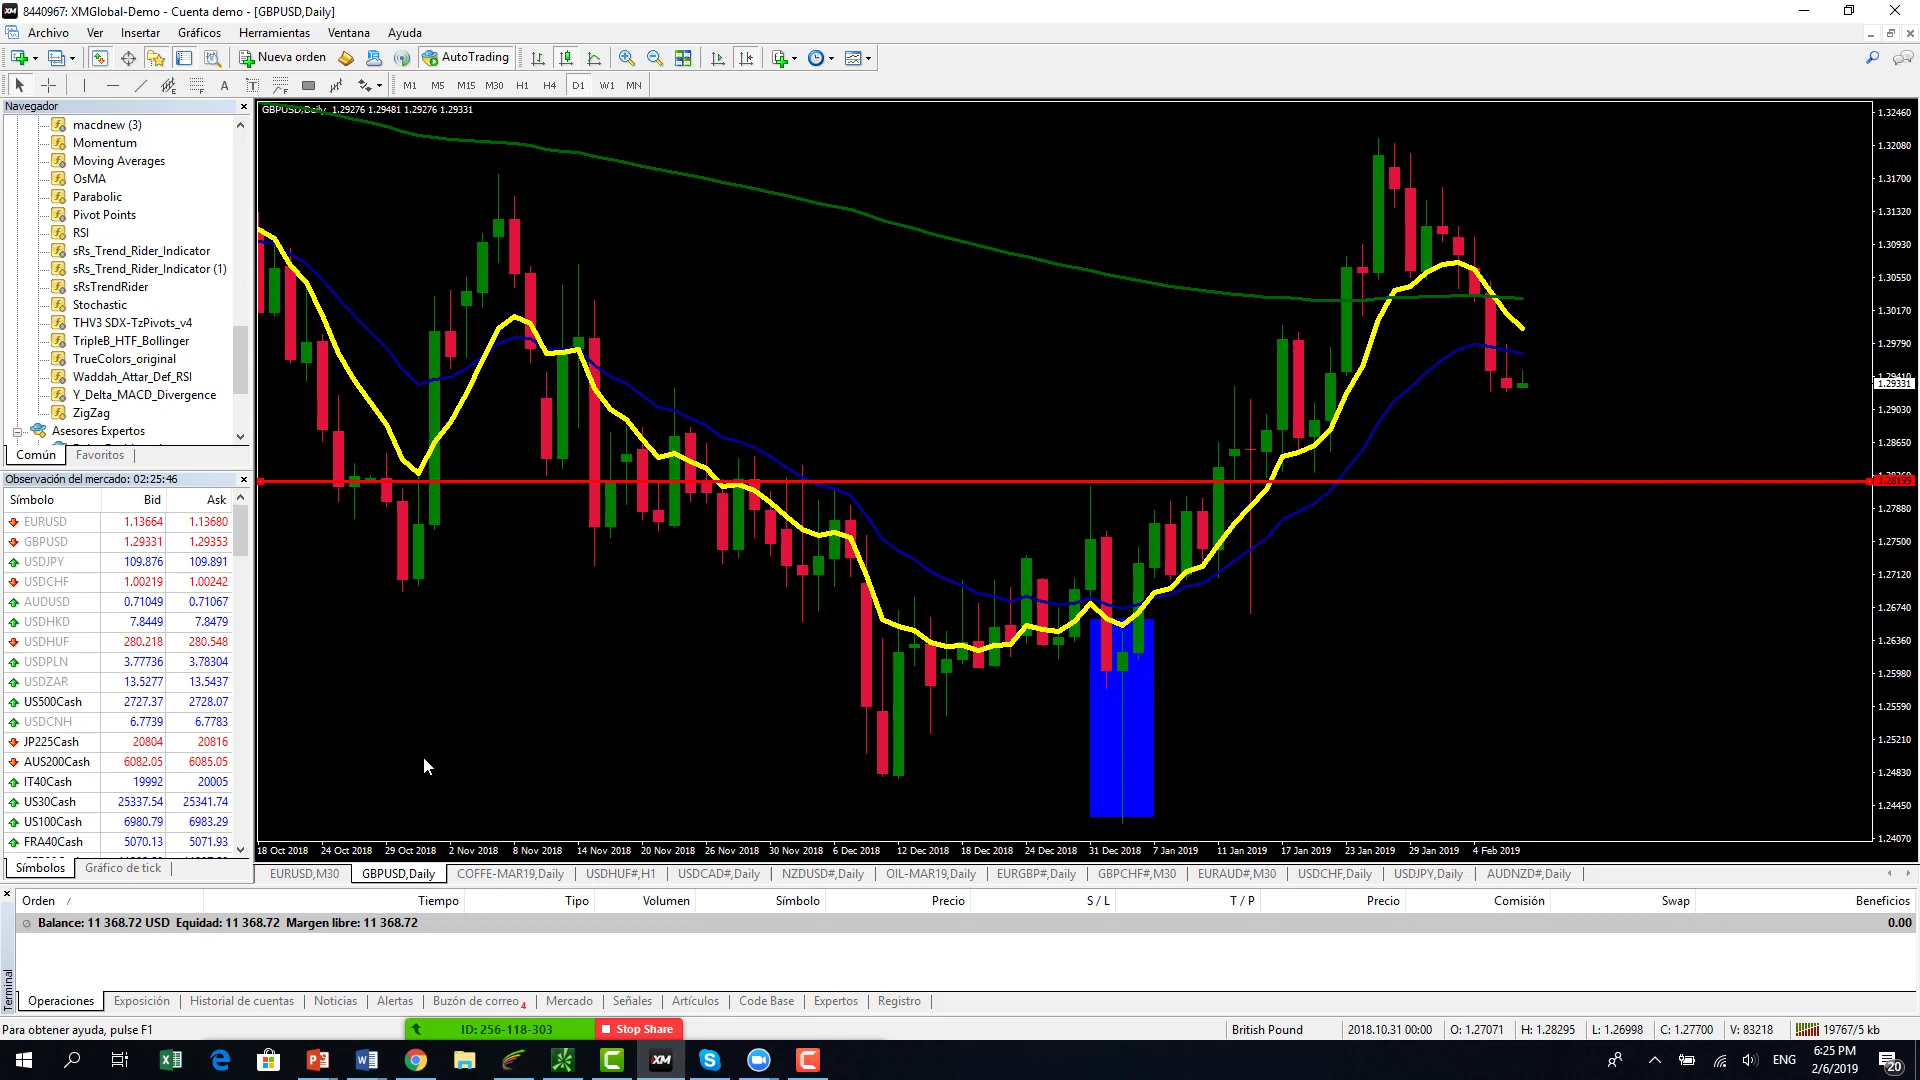 8440967: XMGlobal-Demo - Cuenta demo - [GBPUSD,Daily]
Archivo Ver Insertar Gráficos Herramientas Ventana Ayuda
Nueva orden AutoTrading
A T M1 M5 M15 M30 H1 H4 D1 W1 MN
Navegador
macdnew (3)
Momentum
Moving Averages
OsMA
Parabolic
Pivot Points
RSI
sRs_Trend_Rider_Indicator
sRs_Trend_Rider_Indicator (1)
sRsTrendRider
Stochastic
THV3 SDX-TzPivots_v4
TripleB_HTF_Bollinger
TrueColors_original
Waddah_Attar_Def_RSI
Y_Delta_MACD_Divergence
ZigZag
Asesores Expertos
Común Favoritos
Observación del mercado: 02:25:46
Símbolo Bid Ask
EURUSD 1.13664 1.13680
GBPUSD 1.29331 1.29353
USDJPY 109.876 109.891
USDCHF 1.00219 1.00242
AUDUSD 0.71049 0.71067
USDHKD 7.8449 7.8479
USDHUF 280.218 280.548
USDPLN 3.77736 3.78304
USDZAR 13.5277 13.5437
US500Cash 2727.37 2728.07
USDCNH 6.7739 6.7783
JP225Cash 20804 20816
AUS200Cash 6082.05 6085.05
IT40Cash 19992 20005
US30Cash 25337.54 25341.74
US100Cash 6980.79 6983.29
FRA40Cash 5070.13 5071.93
Símbolos Gráfico de tick
GBPUSD,Daily 1.29276 1.29481 1.29276 1.29331
1.32460
1.32080
1.31700
1.31320
1.30930
1.30550
1.30170
1.29790
1.29410
1.29331
1.29030
1.28650
1.28199
1.27880
1.27500
1.27120
1.26740
1.26360
1.25980
1.25590
1.25210
1.24830
1.24450
1.24070
18 Oct 2018 24 Oct 2018 29 Oct 2018 2 Nov 2018 8 Nov 2018 14 Nov 2018 20 Nov 2018 26 Nov 2018 30 Nov 2018 6 Dec 2018 12 Dec 2018 18 Dec 2018 24 Dec 2018 31 Dec 2018 7 Jan 2019 11 Jan 2019 17 Jan 2019 23 Jan 2019 29 Jan 2019 4 Feb 2019
EURUSD,M30 GBPUSD,Daily COFFE-MAR19,Daily USDHUF#,H1 USDCAD#,Daily NZDUSD#,Daily OIL-MAR19,Daily EURGBP#,Daily GBPCHF#,M30 EURAUD#,M30 USDCHF,Daily USDJPY,Daily AUDNZD#,Daily
Orden / Tiempo Tipo Volumen Símbolo Precio S / L T / P Precio Comisión Swap Beneficios
Balance: 11 368.72 USD Equidad: 11 368.72 Margen libre: 11 368.72 0.00
Terminal
Operaciones Exposición Historial de cuentas Noticias Alertas Buzón de correo 4 Mercado Señales Artículos Code Base Expertos Registro
Para obtener ayuda, pulse F1 ID: 256-118-303 Stop Share British Pound 2018.10.31 00:00 O: 1.27071 H: 1.28295 L: 1.26998 C: 1.27700 V: 83218 19767/5 kb
XM ENG 6:25 PM
2/6/2019 20